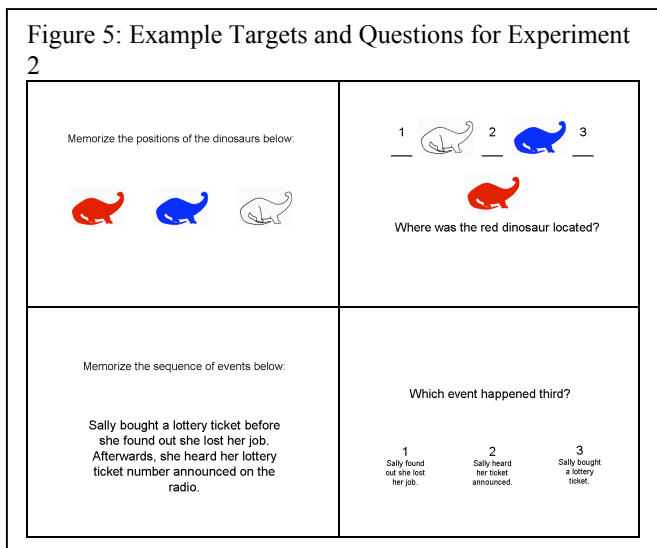 Figure 5: Example Targets and Questions for Experiment
2
Memorize the positions of the dinosaurs below:
1 2 3
Where was the red dinosaur located?
Memorize the sequence of events below:
Sally bought a lottery ticket before
she found out she lost her job.
Afterwards, she heard her lottery
ticket number announced on the
radio.
Which event happened third?
1 2 3
Sally found Sally heard Sally bought
out she lost her ticket a lottery
her job. announced. ticket.